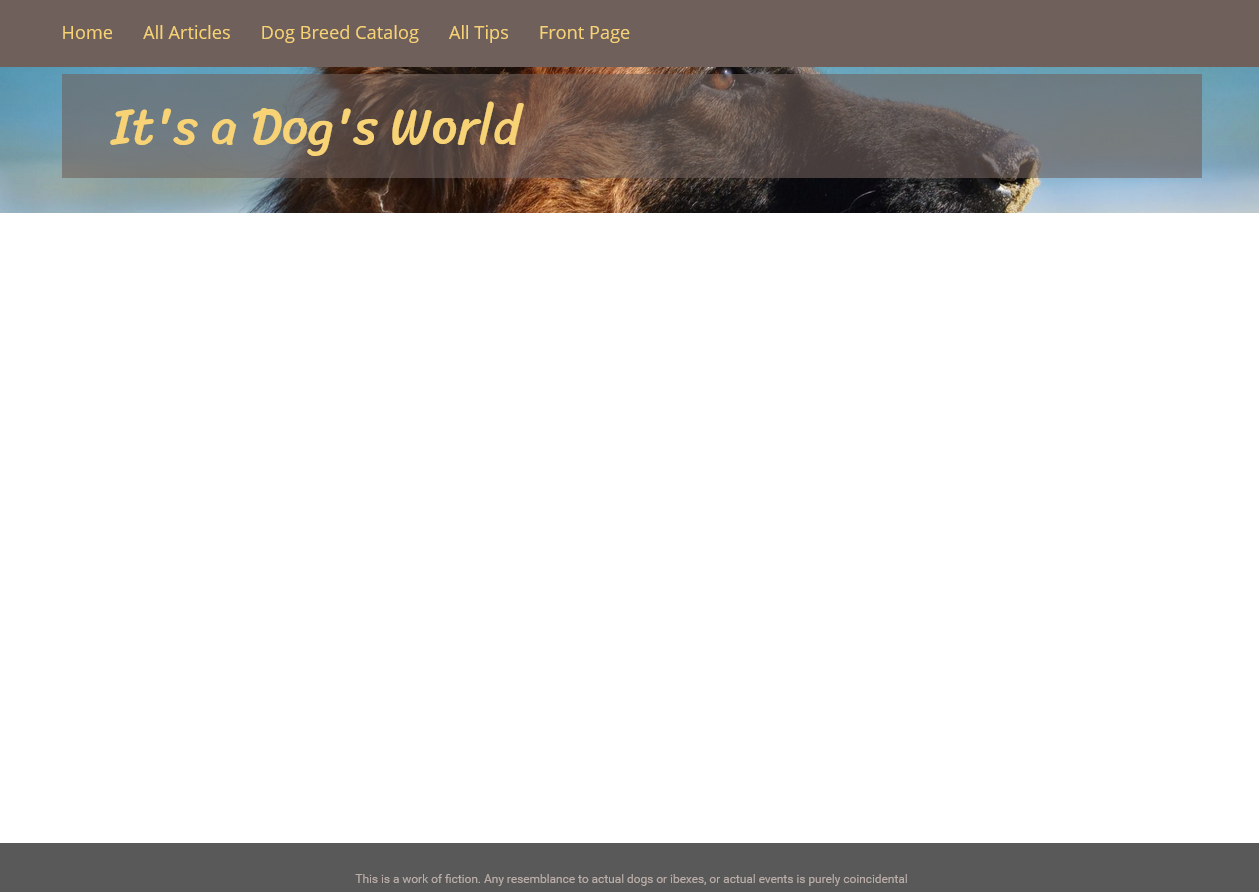 Home All Articles Dog Breed Catalog All Tips Front Page
It's a Dog's World
This is a work of fiction. Any resemblance to actual dogs or ibexes, or actual events is purely coincidental